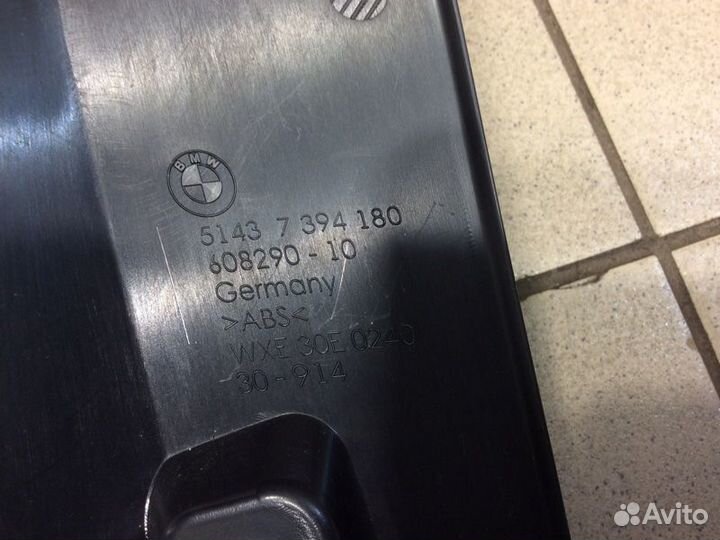 BMW
5143 7 394 180
608290-10
Germany
>ABS<
WXE 30E 0240
30-914
Avito